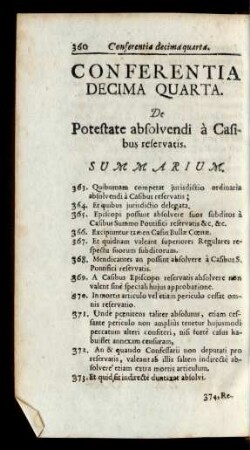 360 Conferentia decima quarta.
CONFERENTIA
DECIMA QUARTA.
De
Potestate absolvendi à Casi-
bus reservatis.
SUMMARIUM.
363. Quibusnam competat jurisdictio ordinaria
absolvendi à Casibus reservatis;
364. Et quibus jurisdictio delegata,
365. Episcopi possunt absolvere suos subditos à
Casibus Summo Pontifici reservatis &c. &c.
366. Excipiuntur tamen Casus Bullæ Cœnæ.
367. Et quidnam valeant superiores Regulares re-
spectu suorum subditorum.
368. Mendicantes an possint absolvere à Casibus S.
Pontifici reservatis.
369. A Casibus Episcopo reservatis absolvere non
valent sine speciali hujus approbatione.
370. In mortis articulo vel etiam periculo cessat om-
nis reservatio.
371. Unde pœnitens taliter absolutus, etiam ces-
sante periculo non amplius tenetur hujusmodi
peccatum alteri confiteri, nisi fortè casui ha-
buisset annexam censuram,
372. An & quando Confessarii non deputati pro
reservatis, valeant ab illis saltem indirectè absol-
vere etiam extra mortis articulum.
373. Et quid sit indirectè duntaxat absolvi.
374. Re-